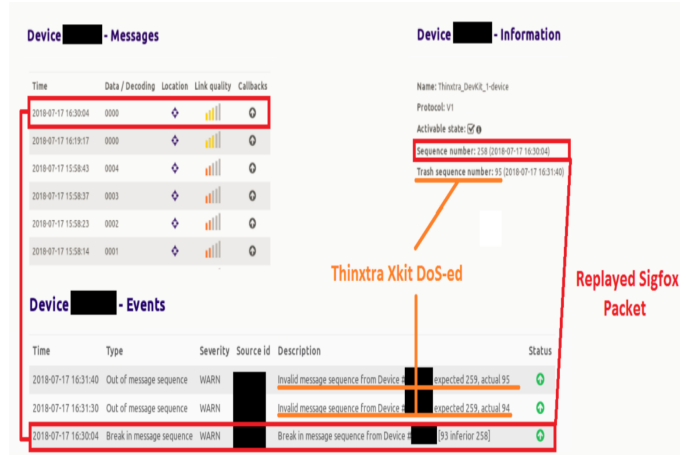 Device - Messages
Time Data / Decoding Location Link quality Callbacks
2018-07-17 16:30:04 0000
2018-07-17 16:19:17 0000
2018-07-17 15:58:43 0004
2018-07-17 15:58:37 0003
2018-07-17 15:58:23 0002
2018-07-17 15:58:14 0001
Device - Information
Name: Thinxtra_DevKit_1-device
Protocol: V1
Activable state:
Sequence number: 258 (2018-07-17 16:30:04)
Trash sequence number: 95 (2018-07-17 16:31:40)
Thinxtra Xkit DoS-ed
Replayed Sigfox
Packet
Device - Events
Time Type Severity Source id Description Status
2018-07-17 16:31:40 Out of message sequence WARN Invalid message sequence from Device # expected 259, actual 95
2018-07-17 16:31:30 Out of message sequence WARN Invalid message sequence from Device # expected 259, actual 94
2018-07-17 16:30:04 Break in message sequence WARN Break in message sequence from Device # [93 inferior 258]